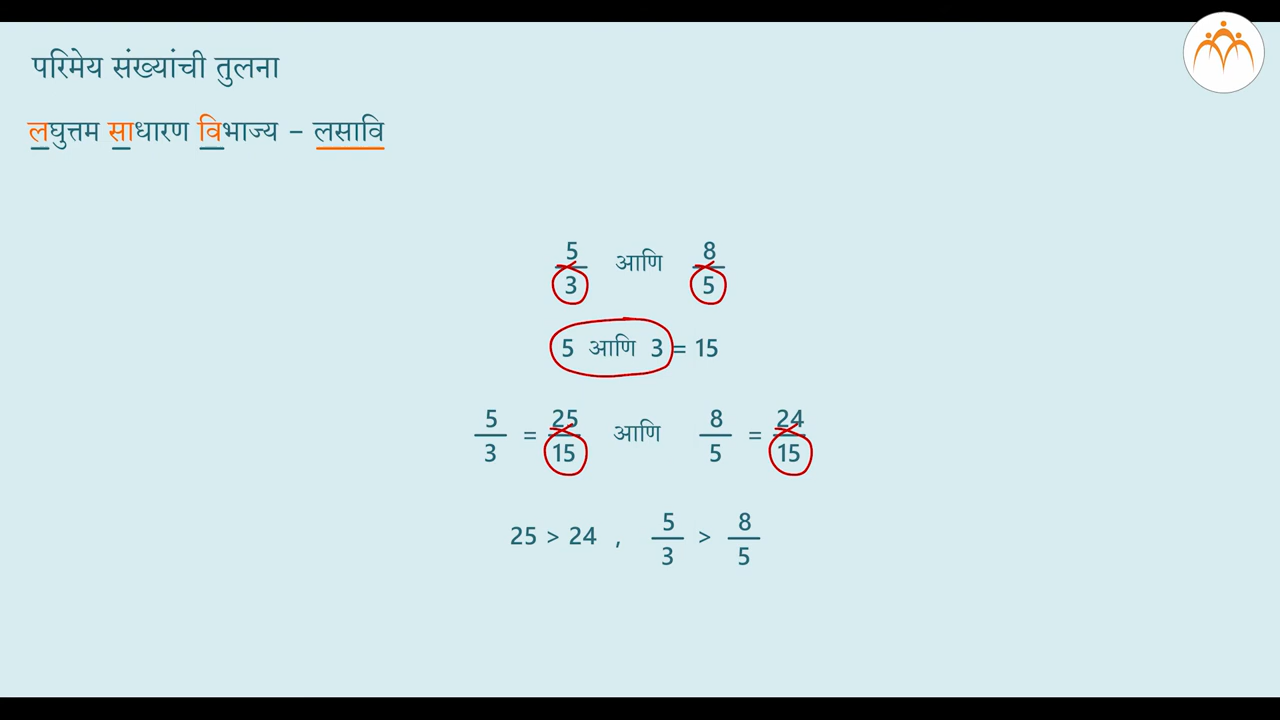 परिमेय संख्यांची तुलना
लघुत्तम साधारण विभाज्य – लसावि
5/3 आणि 8/5
5 आणि 3 = 15
5/3 = 25/15 आणि 8/5 = 24/15
25 > 24 , 5/3 > 8/5